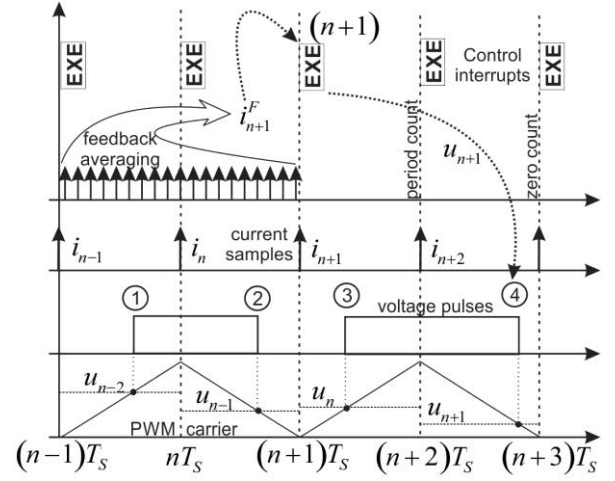 (n+1)
EXE
EXE
EXE
EXE
EXE
Control
interrupts
i^F_{n+1}
feedback
averaging
u_{n+1}
period count
zero count
i_{n-1}
i_n
current
samples
i_{n+1}
i_{n+2}
1
2
3
voltage pulses
4
u_{n-2}
u_{n-1}
u_n
u_{n+1}
PWM carrier
(n-1)T_S
nT_S
(n+1)T_S
(n+2)T_S
(n+3)T_S